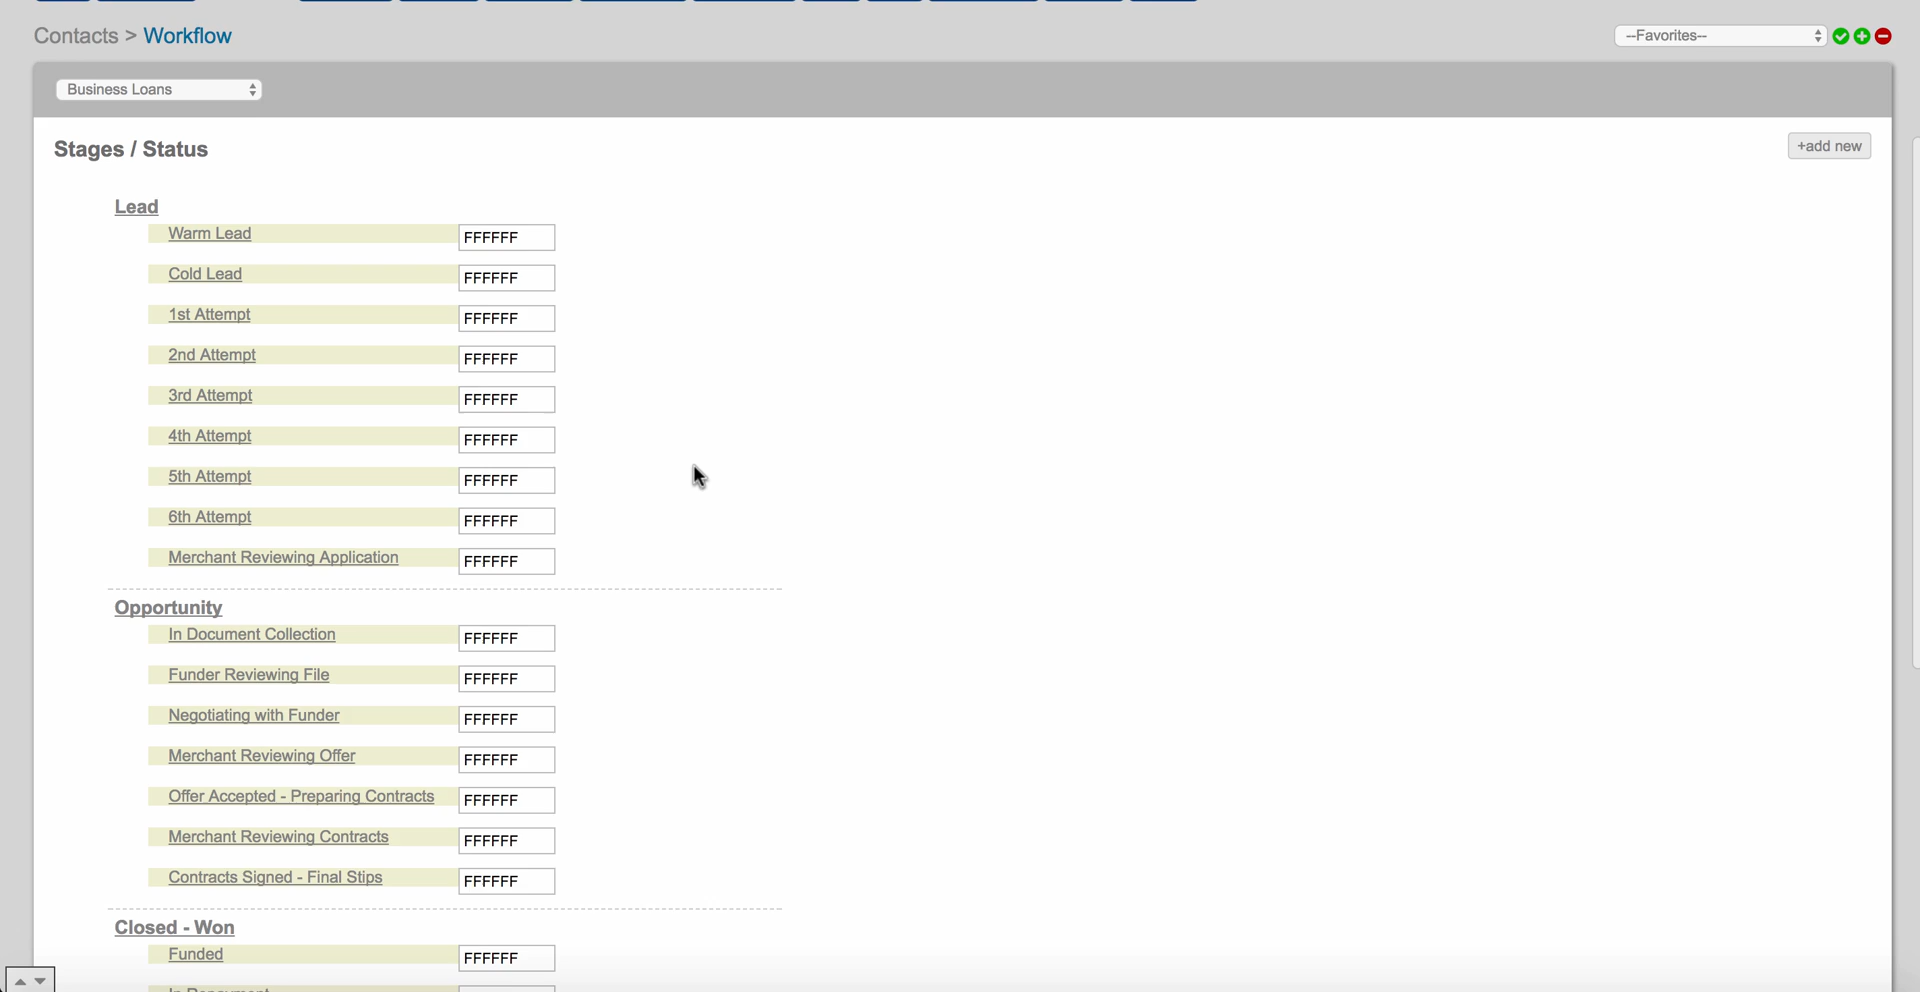 Contacts > Workflow
--Favorites--
Business Loans
Stages / Status
+add new
Lead
Warm Lead FFFFFF
Cold Lead FFFFFF
1st Attempt FFFFFF
2nd Attempt FFFFFF
3rd Attempt FFFFFF
4th Attempt FFFFFF
5th Attempt FFFFFF
6th Attempt FFFFFF
Merchant Reviewing Application FFFFFF
Opportunity
In Document Collection FFFFFF
Funder Reviewing File FFFFFF
Negotiating with Funder FFFFFF
Merchant Reviewing Offer FFFFFF
Offer Accepted - Preparing Contracts FFFFFF
Merchant Reviewing Contracts FFFFFF
Contracts Signed - Final Stips FFFFFF
Closed - Won
Funded FFFFFF